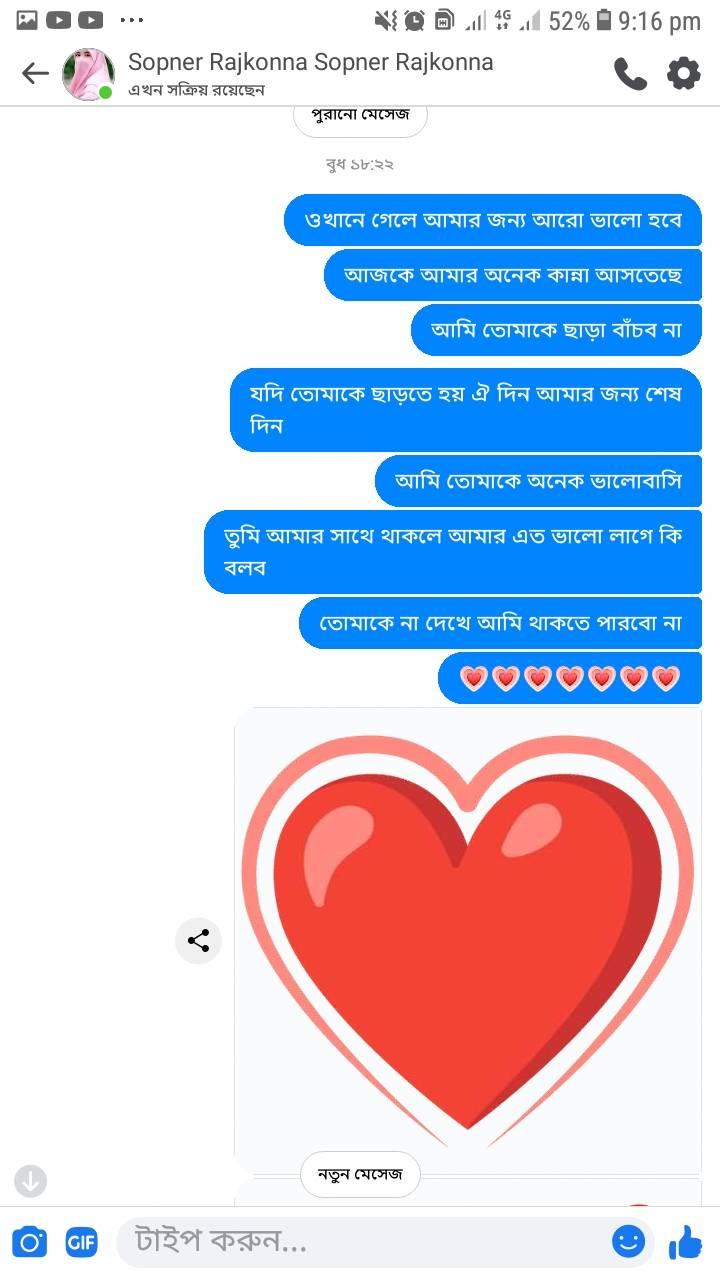 4G
52%
9:16 pm
Sopner Rajkonna Sopner Rajkonna
এখন সক্রিয় রয়েছেন
পুরানো মেসেজ
বুধ ১৮:২২
ওখানে গেলে আমার জন্য আরো ভালো হবে
আজকে আমার অনেক কান্না আসতেছে
আমি তোমাকে ছাড়া বাঁচব না
যদি তোমাকে ছাড়তে হয় ঐ দিন আমার জন্য শেষ
দিন
আমি তোমাকে অনেক ভালোবাসি
তুমি আমার সাথে থাকলে আমার এত ভালো লাগে কি
বলব
তোমাকে না দেখে আমি থাকতে পারবো না
নতুন মেসেজ
GIF
টাইপ করুন...